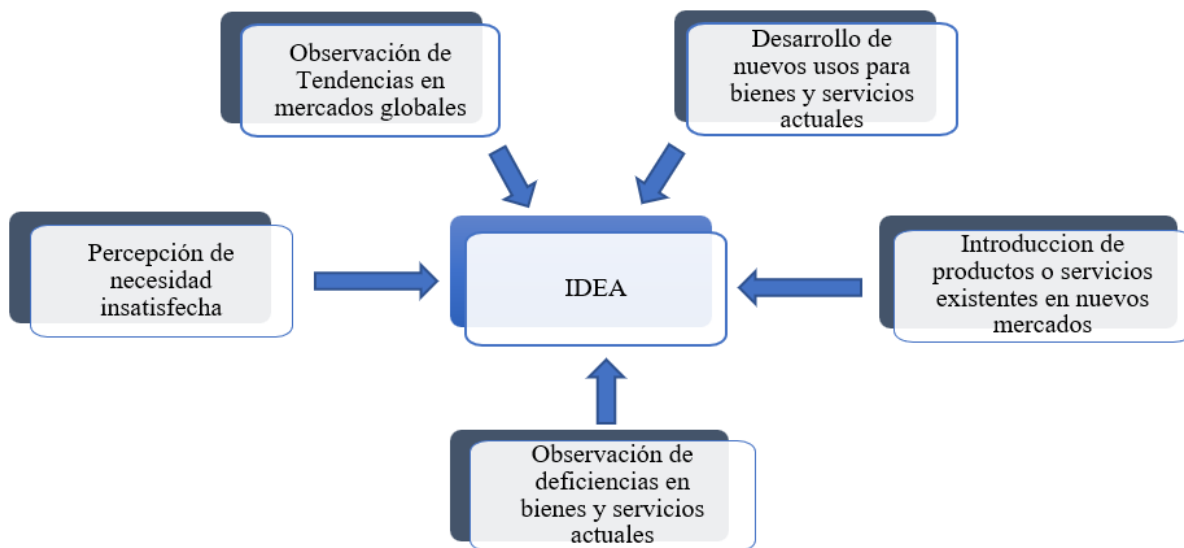 Observación de
Tendencias en
mercados globales
Desarrollo de
nuevos usos para
bienes y servicios
actuales
Percepción de
necesidad
insatisfecha
IDEA
Introduccion de
productos o servicios
existentes en nuevos
mercados
Observación de
deficiencias en
bienes y servicios
actuales